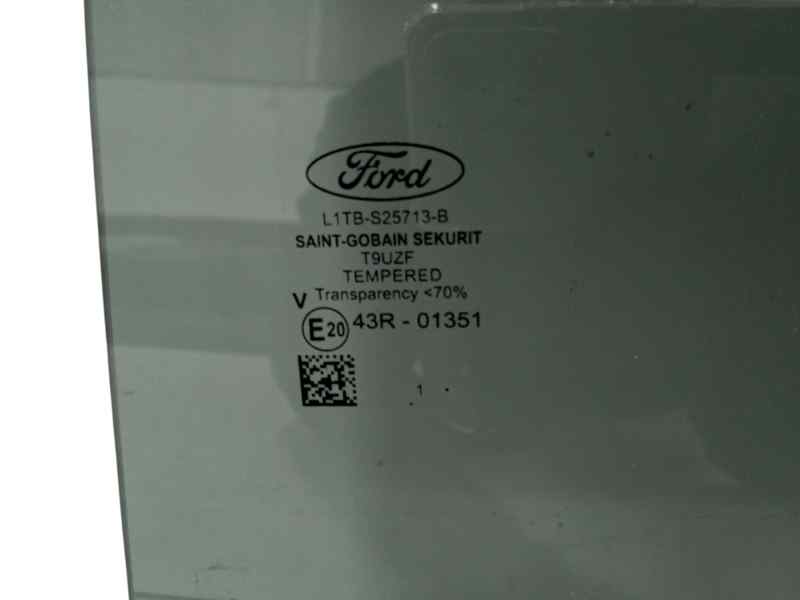 Ford
L1TB-S25713-B
SAINT-GOBAIN SEKURIT
T9UZF
TEMPERED
V Transparency <70%
E20 43R - 01351
. 1 .